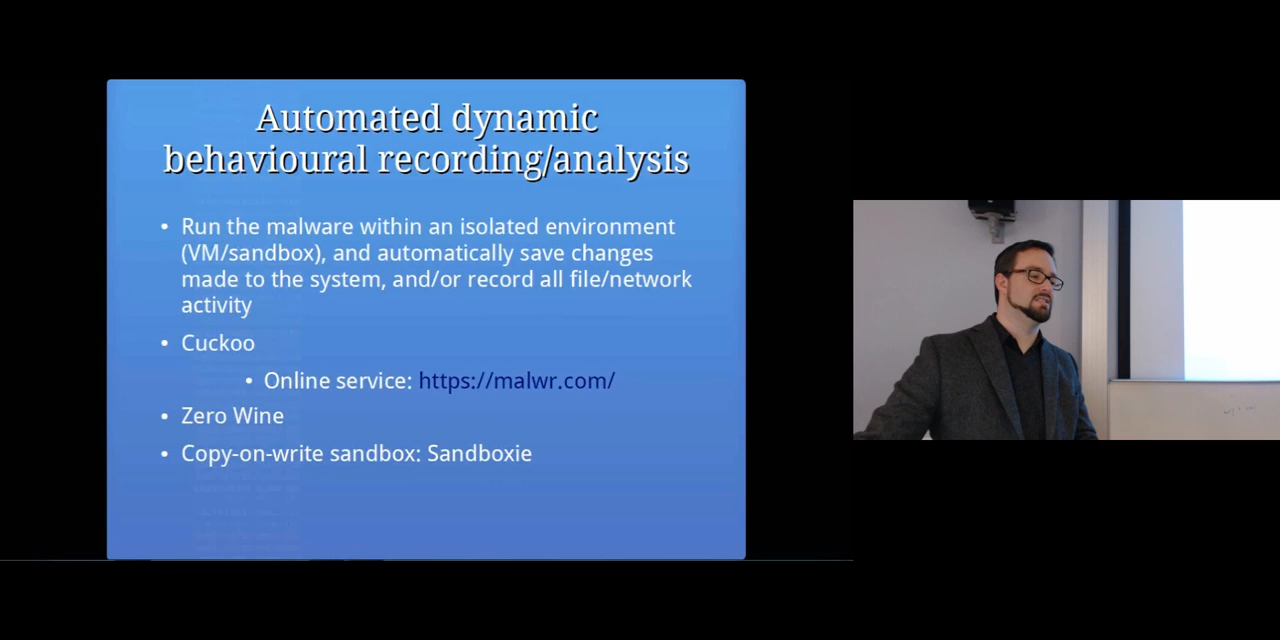 Automated dynamic
behavioural recording/analysis
• Run the malware within an isolated environment
(VM/sandbox), and automatically save changes
made to the system, and/or record all file/network
activity
• Cuckoo
• Online service: https://malwr.com/
• Zero Wine
• Copy-on-write sandbox: Sandboxie